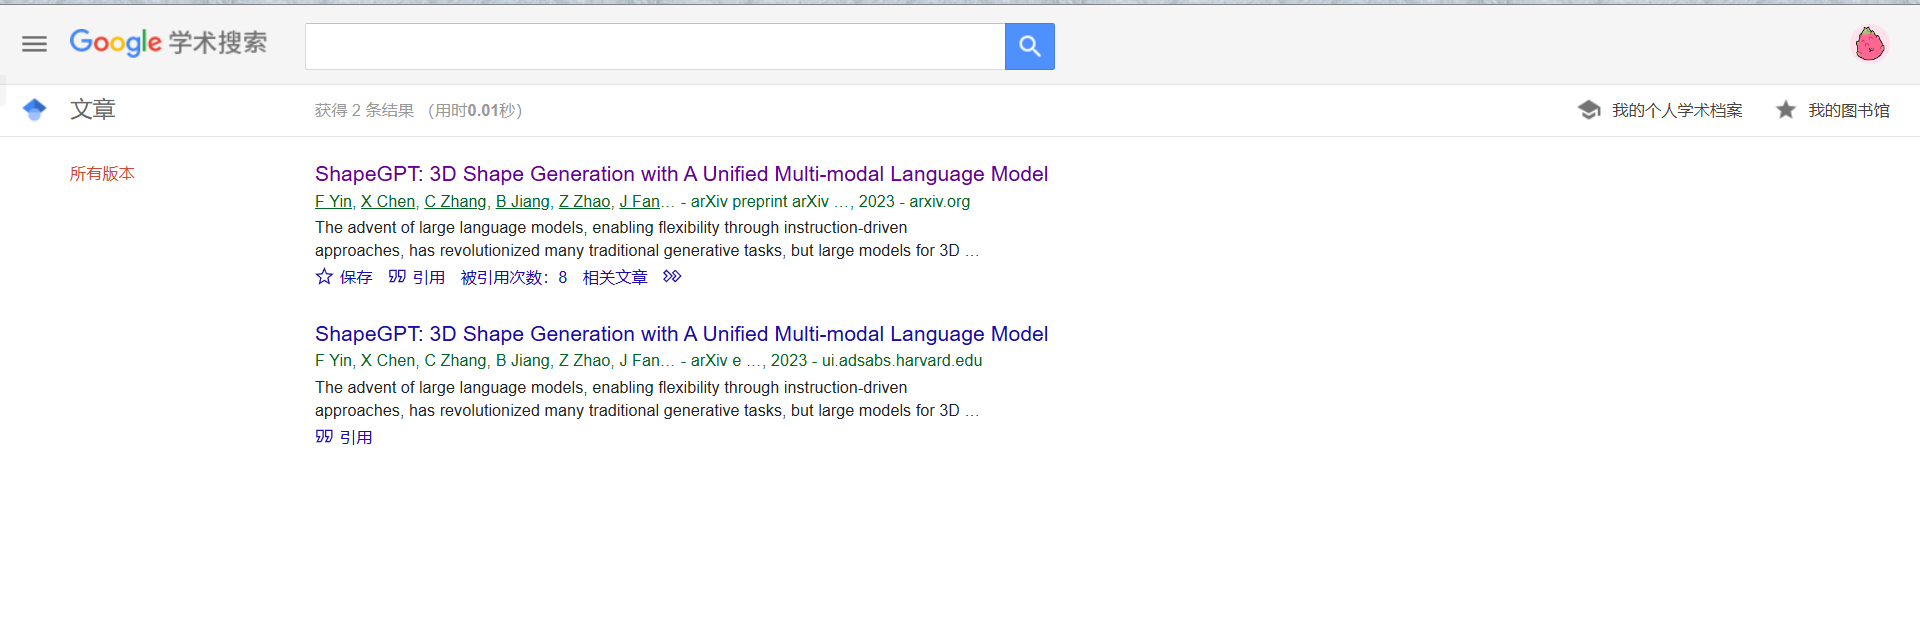 Google 学术搜索
文章
获得 2 条结果 （用时0.01秒）
我的个人学术档案
我的图书馆
所有版本
ShapeGPT: 3D Shape Generation with A Unified Multi-modal Language Model
F Yin, X Chen, C Zhang, B Jiang, Z Zhao, J Fan… - arXiv preprint arXiv …, 2023 - arxiv.org
The advent of large language models, enabling flexibility through instruction-driven
approaches, has revolutionized many traditional generative tasks, but large models for 3D …
保存 引用 被引用次数：8 相关文章
ShapeGPT: 3D Shape Generation with A Unified Multi-modal Language Model
F Yin, X Chen, C Zhang, B Jiang, Z Zhao, J Fan… - arXiv e …, 2023 - ui.adsabs.harvard.edu
The advent of large language models, enabling flexibility through instruction-driven
approaches, has revolutionized many traditional generative tasks, but large models for 3D …
引用